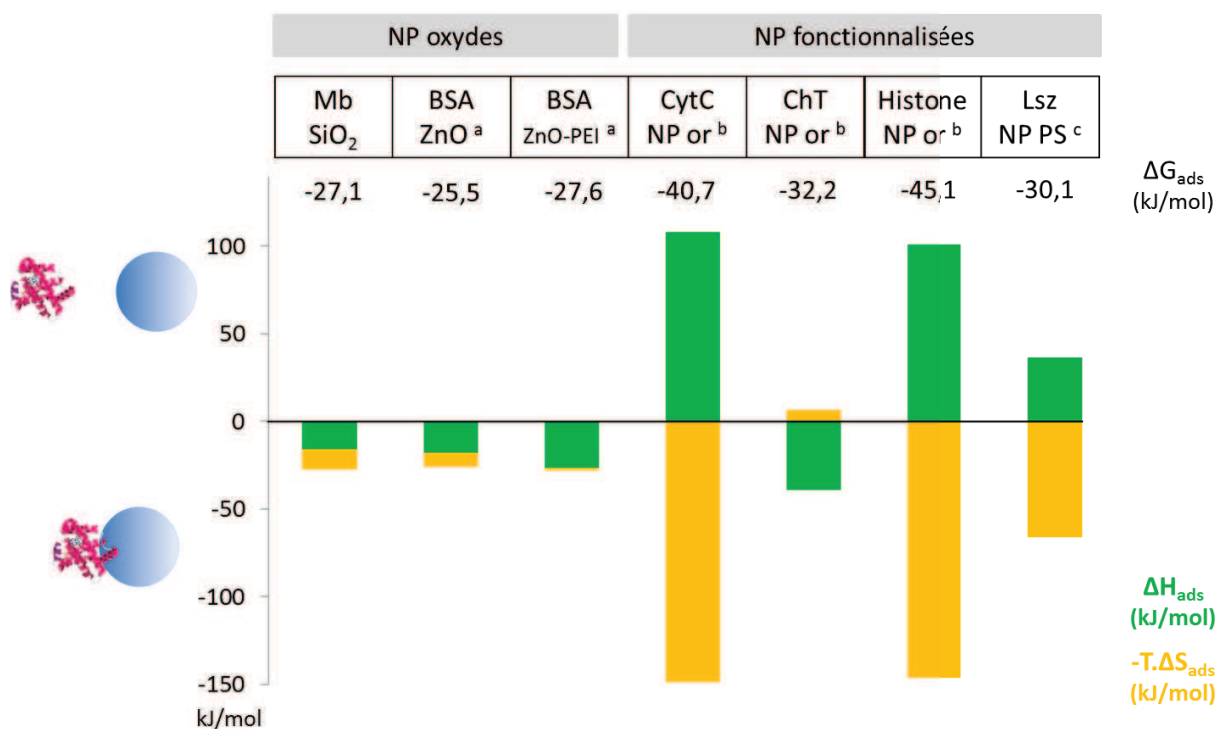 NP oxydes
NP fonctionnalisées
Mb
SiO₂
BSA
ZnO ᵃ
BSA
ZnO-PEI ᵃ
CytC
NP or ᵇ
ChT
NP or ᵇ
Histone
NP or ᵇ
Lsz
NP PS ᶜ
-27,1
-25,5
-27,6
-40,7
-32,2
-45,1
-30,1
ΔGads
(kJ/mol)
100
50
0
-50
-100
-150
kJ/mol
ΔHads
(kJ/mol)
-T.ΔSads
(kJ/mol)